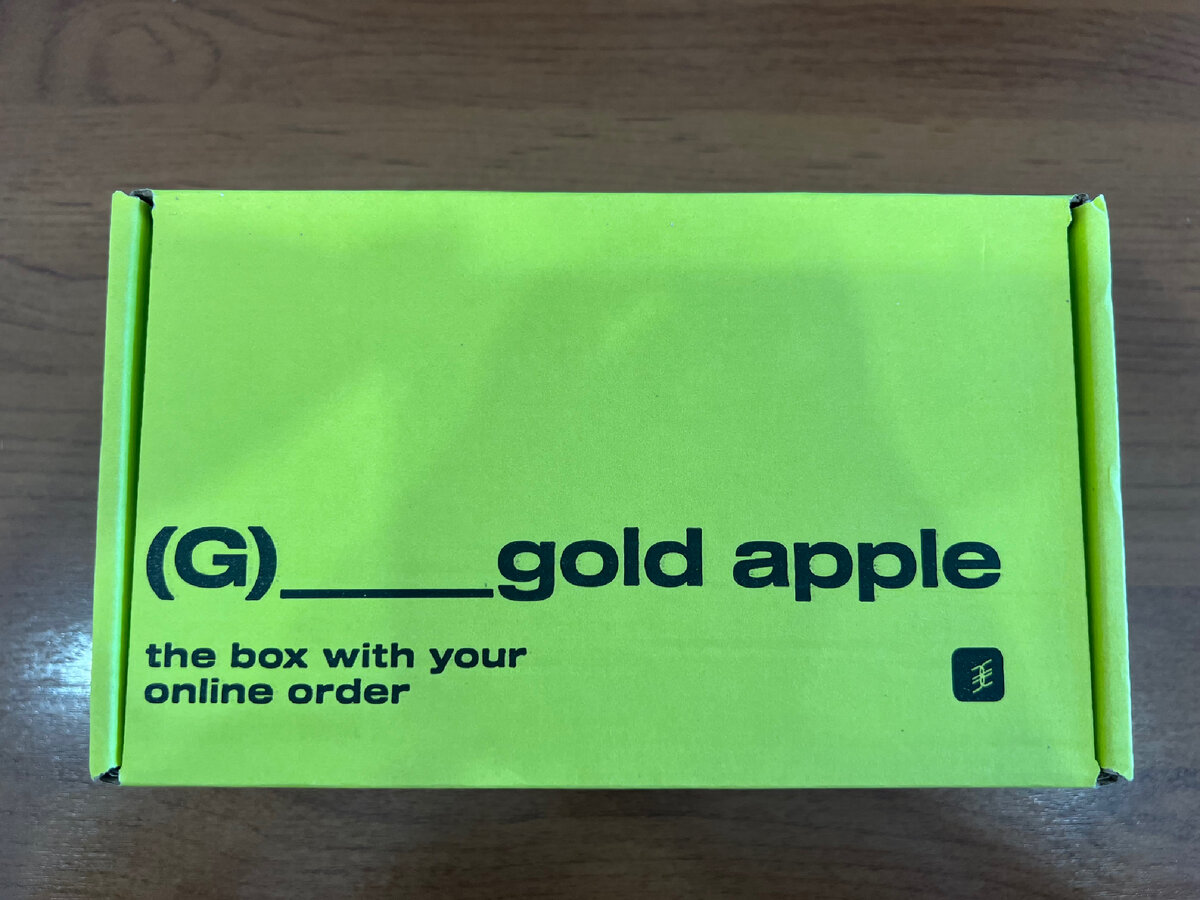 (G)_____gold apple
the box with your
online order